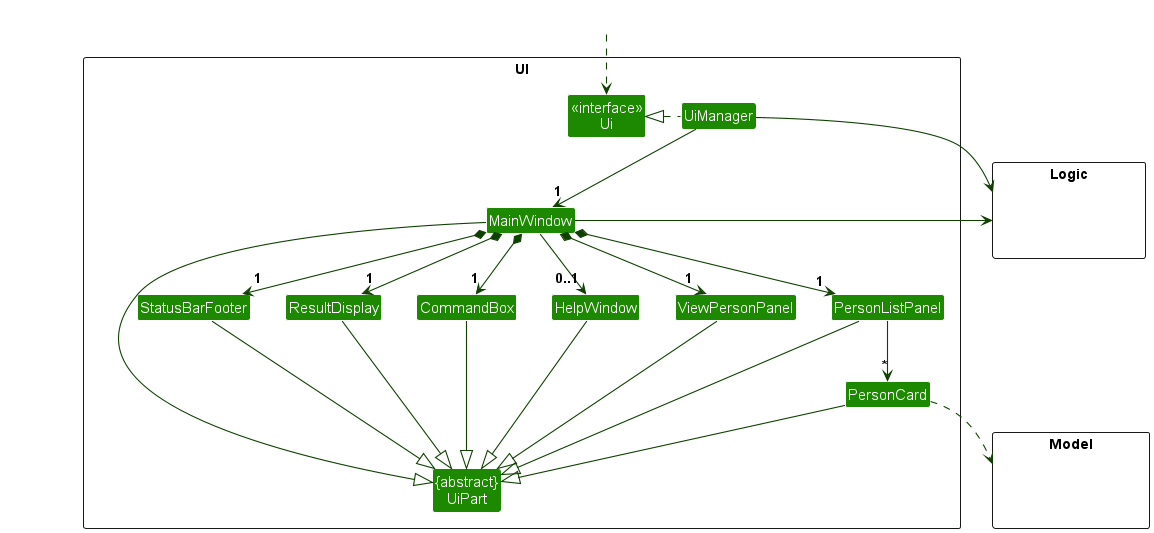 UI
«interface»
Ui
UiManager
Logic
1
MainWindow
1
1
1
0..1
1
1
StatusBarFooter
ResultDisplay
CommandBox
HelpWindow
ViewPersonPanel
PersonListPanel
*
PersonCard
Model
{abstract}
UiPart